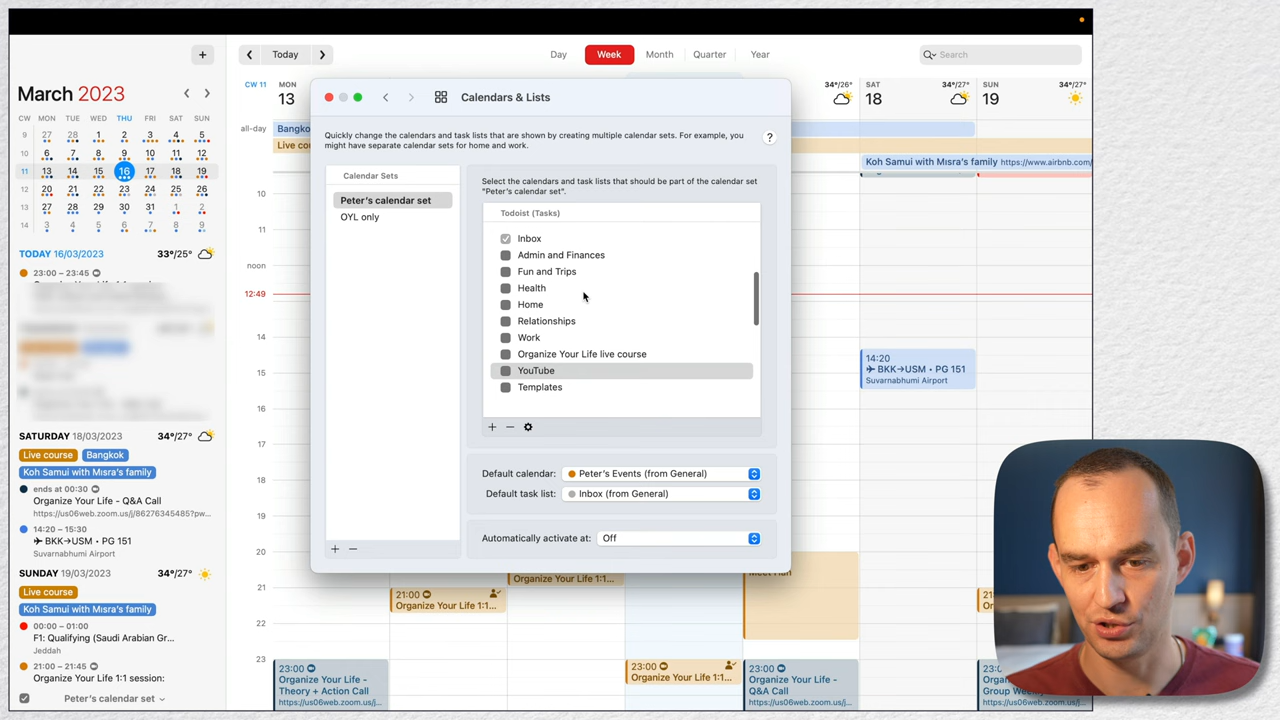 Today
Day
Week
Month
Quarter
Year
Search
March 2023
CW MON TUE WED THU FRI SAT SUN
9 27 28 1 2 3 4 5
10 6 7 8 9 10 11 12
11 13 14 15 16 17 18 19
12 20 21 22 23 24 25 26
13 27 28 29 30 31 1 2
14 3 4 5 6 7 8 9
TODAY 16/03/2023 33°/25°
23:00 – 23:45
SATURDAY 18/03/2023 34°/27°
Live course
Bangkok
Koh Samui with Mısra's family
ends at 00:30
Organize Your Life - Q&A Call
https://us06web.zoom.us/j/86276345485?pw...
14:20 – 15:30
BKK→USM • PG 151
Suvarnabhumi Airport
SUNDAY 19/03/2023 34°/27°
Live course
Koh Samui with Mısra's family
00:00 – 01:00
F1: Qualifying (Saudi Arabian Gr...
Jeddah
21:00 – 21:45
Organize Your Life 1:1 session:
Peter's calendar set
CW 11
MON
13
34°/26°
SAT
18
34°/27°
SUN
19
34°/27°
all-day
Bangko
Live cou
Koh Samui with Mısra's family https://www.airbnb.com/
10
11
noon
12:49
14
15
16
17
18
19
20
21
22
23
14:20
BKK→USM • PG 151
Suvarnabhumi Airport
Organize Your Life 1:1...
21:00
Organize Your Life 1:1...
23:00
Organize Your Life -
Theory + Action Call
https://us06web.zoom.us/j
23:00
Organize Your Life 1:1...
23:00
Organize Your Life -
Q&A Call
https://us06web.zoom.us/j/...
Calendars & Lists
Quickly change the calendars and task lists that are shown by creating multiple calendar sets. For example, you
might have separate calendar sets for home and work.
?
Calendar Sets
Peter's calendar set
OYL only
Select the calendars and task lists that should be part of the calendar set
"Peter's calendar set".
Todoist (Tasks)
Inbox
Admin and Finances
Fun and Trips
Health
Home
Relationships
Work
Organize Your Life live course
YouTube
Templates
Default calendar: Peter's Events (from General)
Default task list: Inbox (from General)
Automatically activate at: Off